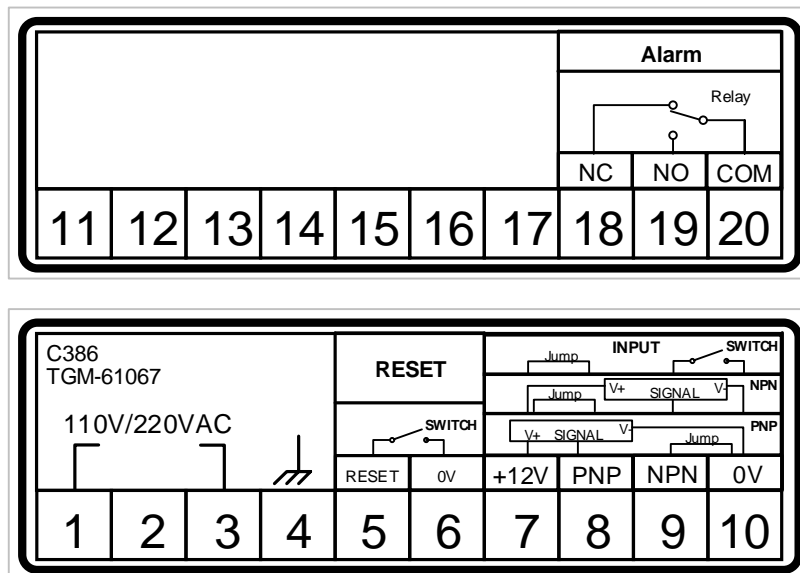 Alarm
Relay
NC NO COM
11 12 13 14 15 16 17 18 19 20
C386
TGM-61067
110V/220VAC
RESET
SWITCH
INPUT
Jump SWITCH
Jump V+ SIGNAL V- NPN
V+ SIGNAL V- Jump PNP
RESET 0V +12V PNP NPN 0V
1 2 3 4 5 6 7 8 9 10